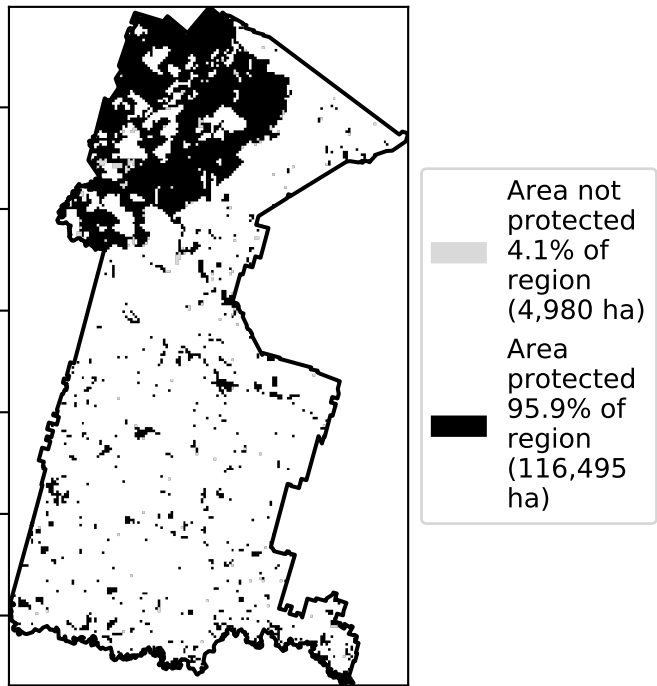 Area not
protected
4.1% of
region
(4,980 ha)
Area
protected
95.9% of
region
(116,495
ha)